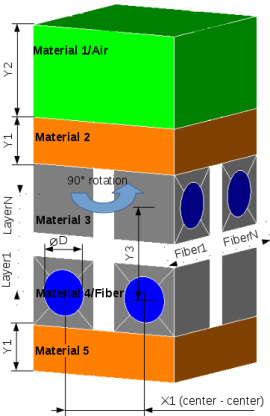 Material 1/Air
Y2
Material 2
Y1
90° rotation
LayerN
Material 3
Fiber1
FiberN
ØD
Y3
Layer1
Material 4/Fiber
Y1
Material 5
X1 (center - center)